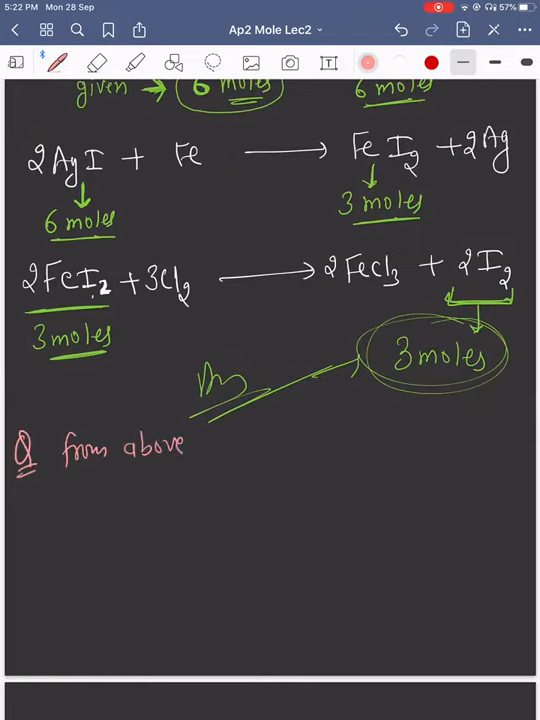 5:22 PM Mon 28 Sep 57%
Ap2 Mole Lec2
given → 6 moles 6 moles
2AgI + Fe → FeI₂ + 2Ag
6 moles 3 moles
2FeI₂ + 3Cl₂ → 2FeCl₃ + 2I₂
3 moles 3 moles
Ans
Q from above